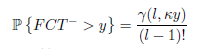 ℙ{FCT⁻ > y} = γ(l, κy) / (l − 1)!